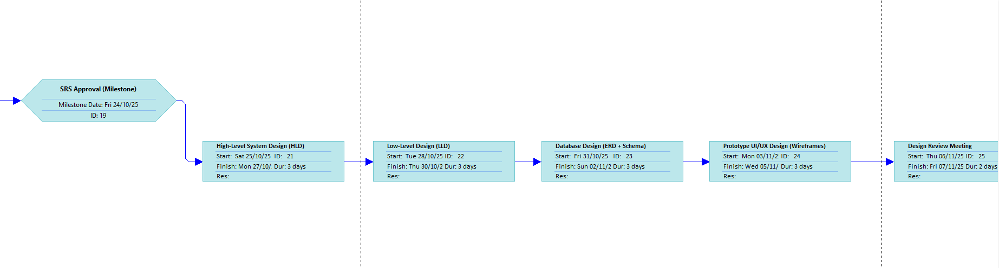 SRS Approval (Milestone)
Milestone Date: Fri 24/10/25
ID: 19
High-Level System Design (HLD)
Start: Sat 25/10/25 ID: 21
Finish: Mon 27/10/ Dur: 3 days
Res:
Low-Level Design (LLD)
Start: Tue 28/10/25 ID: 22
Finish: Thu 30/10/2 Dur: 3 days
Res:
Database Design (ERD + Schema)
Start: Fri 31/10/25 ID: 23
Finish: Sun 02/11/2 Dur: 3 days
Res:
Prototype UI/UX Design (Wireframes)
Start: Mon 03/11/2 ID: 24
Finish: Wed 05/11/ Dur: 3 days
Res:
Design Review Meeting
Start: Thu 06/11/25 ID: 25
Finish: Fri 07/11/25 Dur: 2 days
Res: